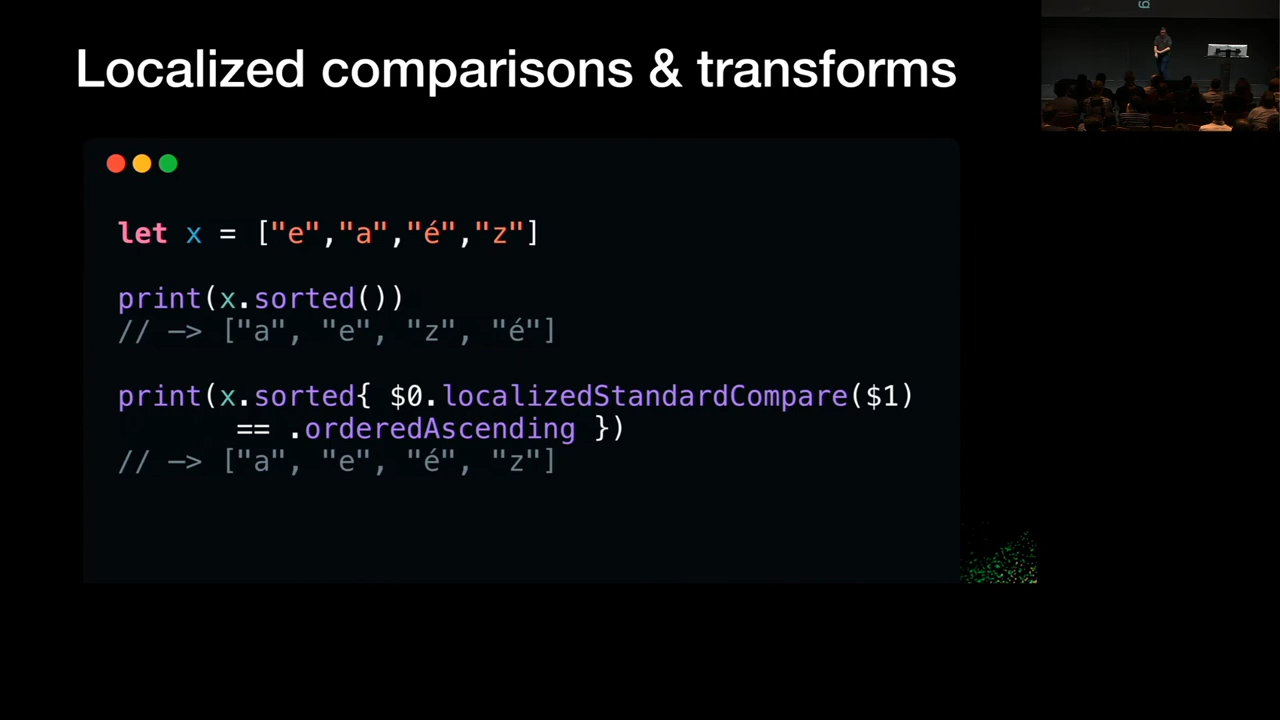 Localized comparisons & transforms
let x = ["e","a","é","z"]
print(x.sorted())
// —> ["a", "e", "z", "é"]
print(x.sorted{ $0.localizedStandardCompare($1)
== .orderedAscending })
// —> ["a", "e", "é", "z"]